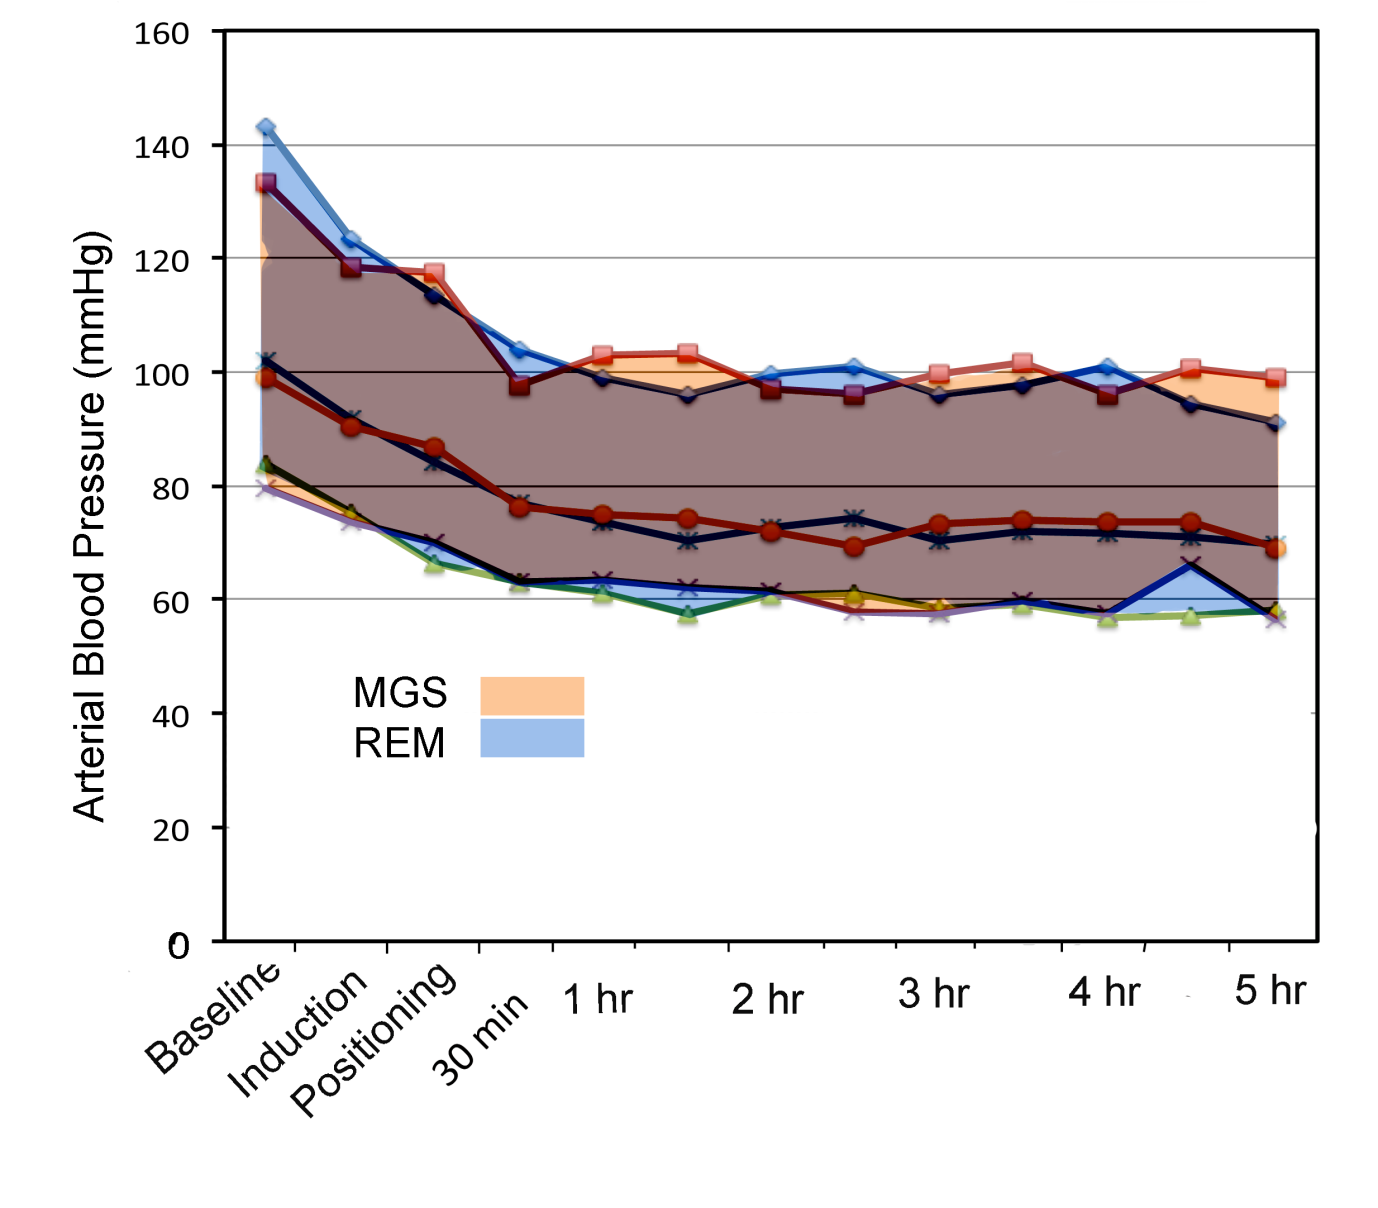 160
140
120
100
80
60
40
20
0
Arterial Blood Pressure (mmHg)
MGS
REM
Baseline
Induction
Positioning
30 min
1 hr
2 hr
3 hr
4 hr
5 hr